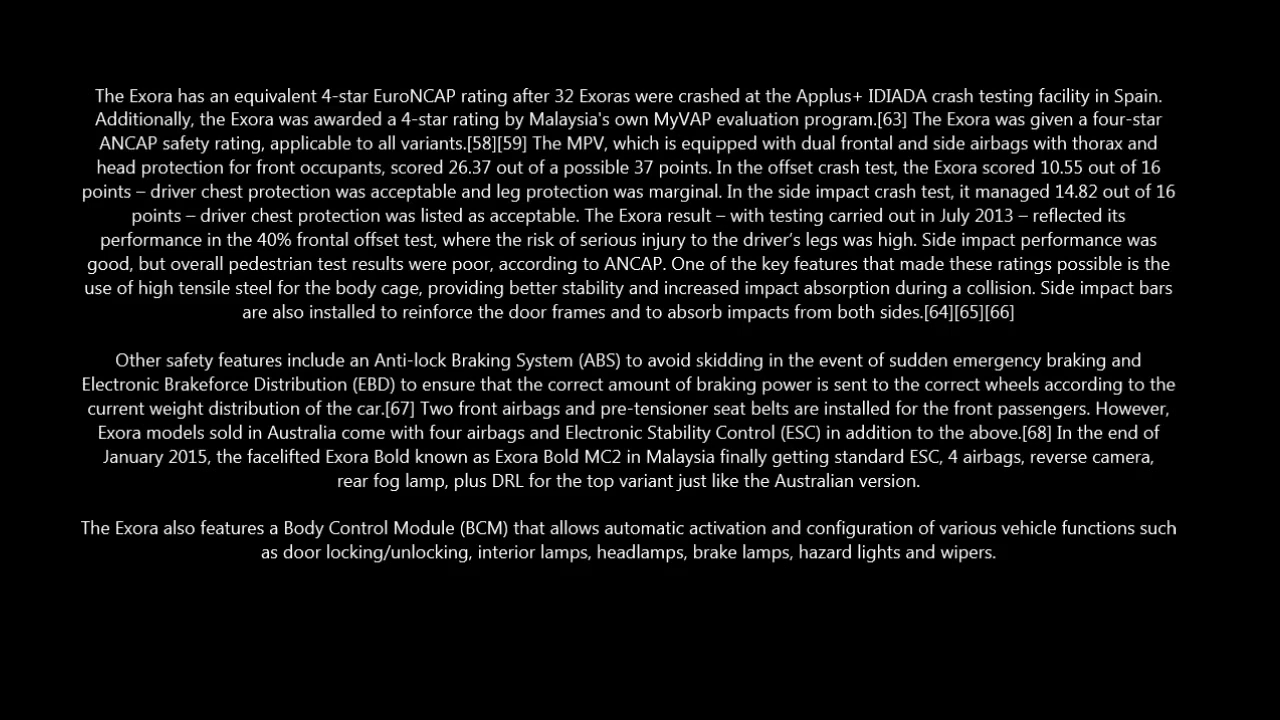 The Exora has an equivalent 4-star EuroNCAP rating after 32 Exoras were crashed at the Applus+ IDIADA crash testing facility in Spain.
Additionally, the Exora was awarded a 4-star rating by Malaysia's own MyVAP evaluation program.[63] The Exora was given a four-star
ANCAP safety rating, applicable to all variants.[58][59] The MPV, which is equipped with dual frontal and side airbags with thorax and
head protection for front occupants, scored 26.37 out of a possible 37 points. In the offset crash test, the Exora scored 10.55 out of 16
points – driver chest protection was acceptable and leg protection was marginal. In the side impact crash test, it managed 14.82 out of 16
points – driver chest protection was listed as acceptable. The Exora result – with testing carried out in July 2013 – reflected its
performance in the 40% frontal offset test, where the risk of serious injury to the driver’s legs was high. Side impact performance was
good, but overall pedestrian test results were poor, according to ANCAP. One of the key features that made these ratings possible is the
use of high tensile steel for the body cage, providing better stability and increased impact absorption during a collision. Side impact bars
are also installed to reinforce the door frames and to absorb impacts from both sides.[64][65][66]
Other safety features include an Anti-lock Braking System (ABS) to avoid skidding in the event of sudden emergency braking and
Electronic Brakeforce Distribution (EBD) to ensure that the correct amount of braking power is sent to the correct wheels according to the
current weight distribution of the car.[67] Two front airbags and pre-tensioner seat belts are installed for the front passengers. However,
Exora models sold in Australia come with four airbags and Electronic Stability Control (ESC) in addition to the above.[68] In the end of
January 2015, the facelifted Exora Bold known as Exora Bold MC2 in Malaysia finally getting standard ESC, 4 airbags, reverse camera,
rear fog lamp, plus DRL for the top variant just like the Australian version.
The Exora also features a Body Control Module (BCM) that allows automatic activation and configuration of various vehicle functions such
as door locking/unlocking, interior lamps, headlamps, brake lamps, hazard lights and wipers.